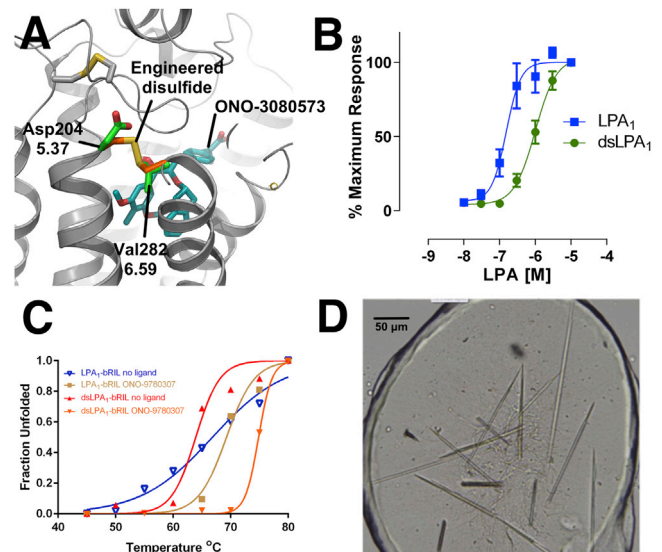 A
Engineered
disulfide
ONO-3080573
Asp204
5.37
Val282
6.59
B
% Maximum Response
100
50
0
LPA₁
dsLPA₁
-9 -8 -7 -6 -5 -4
LPA [M]
C
Fraction Unfolded
1.0
0.8
0.6
0.4
0.2
0.0
LPA₁-bRIL no ligand
LPA₁-bRIL ONO-9780307
dsLPA₁-bRIL no ligand
dsLPA₁-bRIL ONO-9780307
40 50 60 70 80
Temperature °C
D
50 µm